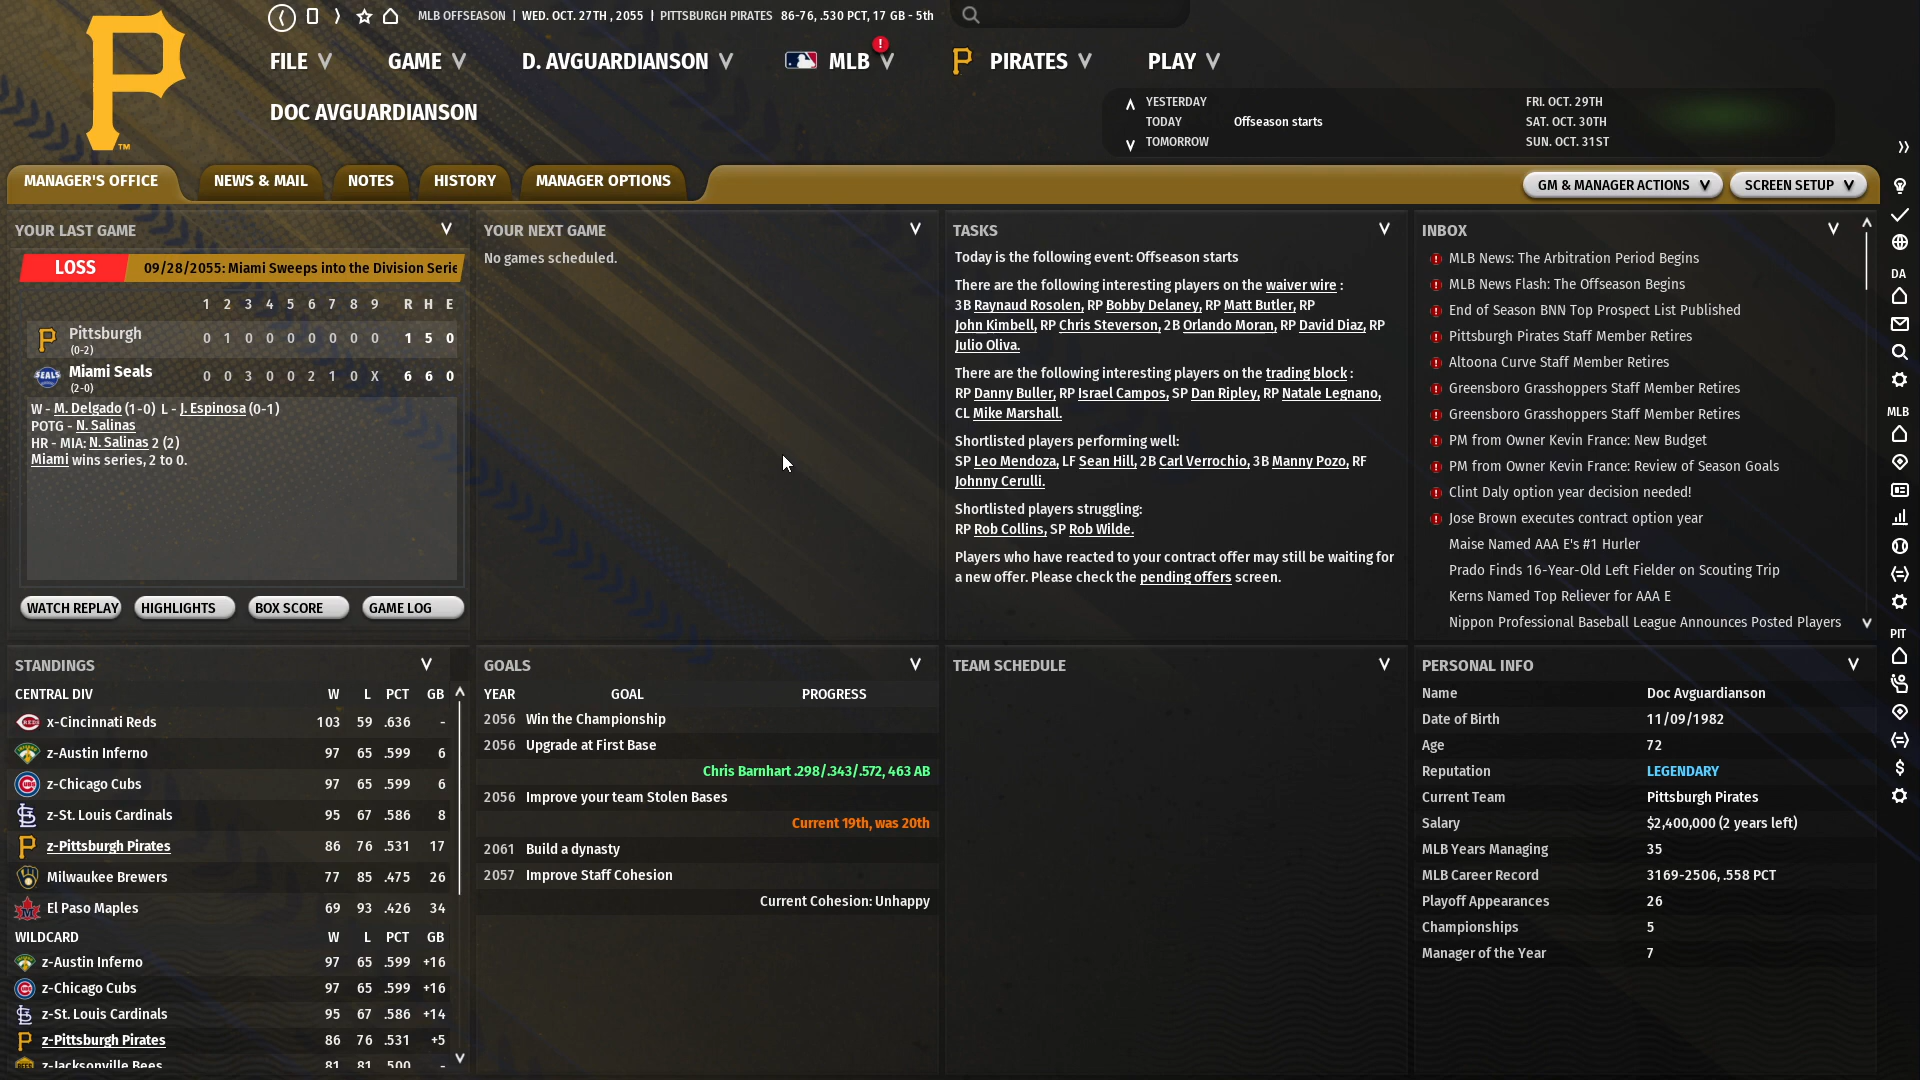 MLB OFFSEASON | WED. OCT. 27TH , 2055 | PITTSBURGH PIRATES 86-76, .530 PCT, 17 GB - 5th
FILE GAME D. AVGUARDIANSON MLB PIRATES PLAY
DOC AVGUARDIANSON
YESTERDAY FRI. OCT. 29TH
TODAY Offseason starts SAT. OCT. 30TH
TOMORROW SUN. OCT. 31ST
MANAGER'S OFFICE NEWS & MAIL NOTES HISTORY MANAGER OPTIONS GM & MANAGER ACTIONS SCREEN SETUP
YOUR LAST GAME
LOSS 09/28/2055: Miami Sweeps into the Division Serie
1 2 3 4 5 6 7 8 9 R H E
Pittsburgh 0 1 0 0 0 0 0 0 0 1 5 0
(0-2)
SEALS Miami Seals 0 0 3 0 0 2 1 0 X 6 6 0
(2-0)
W - M. Delgado (1-0) L - J. Espinosa (0-1)
POTG - N. Salinas
HR - MIA: N. Salinas 2 (2)
Miami wins series, 2 to 0.
WATCH REPLAY HIGHLIGHTS BOX SCORE GAME LOG
YOUR NEXT GAME
No games scheduled.
TASKS
Today is the following event: Offseason starts
There are the following interesting players on the waiver wire :
3B Raynaud Rosolen, RP Bobby Delaney, RP Matt Butler, RP
John Kimbell, RP Chris Steverson, 2B Orlando Moran, RP David Diaz, RP
Julio Oliva.
There are the following interesting players on the trading block :
RP Danny Buller, RP Israel Campos, SP Dan Ripley, RP Natale Legnano,
CL Mike Marshall.
Shortlisted players performing well:
SP Leo Mendoza, LF Sean Hill, 2B Carl Verrochio, 3B Manny Pozo, RF
Johnny Cerulli.
Shortlisted players struggling:
RP Rob Collins, SP Rob Wilde.
Players who have reacted to your contract offer may still be waiting for
a new offer. Please check the pending offers screen.
INBOX
MLB News: The Arbitration Period Begins
MLB News Flash: The Offseason Begins
End of Season BNN Top Prospect List Published
Pittsburgh Pirates Staff Member Retires
Altoona Curve Staff Member Retires
Greensboro Grasshoppers Staff Member Retires
Greensboro Grasshoppers Staff Member Retires
PM from Owner Kevin France: New Budget
PM from Owner Kevin France: Review of Season Goals
Clint Daly option year decision needed!
Jose Brown executes contract option year
Maise Named AAA E's #1 Hurler
Prado Finds 16-Year-Old Left Fielder on Scouting Trip
Kerns Named Top Reliever for AAA E
Nippon Professional Baseball League Announces Posted Players
DA
MLB
PIT
STANDINGS
CENTRAL DIV W L PCT GB
x-Cincinnati Reds 103 59 .636 -
z-Austin Inferno 97 65 .599 6
z-Chicago Cubs 97 65 .599 6
z-St. Louis Cardinals 95 67 .586 8
z-Pittsburgh Pirates 86 76 .531 17
Milwaukee Brewers 77 85 .475 26
El Paso Maples 69 93 .426 34
WILDCARD W L PCT GB
z-Austin Inferno 97 65 .599 +16
z-Chicago Cubs 97 65 .599 +16
z-St. Louis Cardinals 95 67 .586 +14
z-Pittsburgh Pirates 86 76 .531 +5
z-Jacksonville Bees 81 81 .500 -
GOALS
YEAR GOAL PROGRESS
2056 Win the Championship
2056 Upgrade at First Base
Chris Barnhart .298/.343/.572, 463 AB
2056 Improve your team Stolen Bases
Current 19th, was 20th
2061 Build a dynasty
2057 Improve Staff Cohesion
Current Cohesion: Unhappy
TEAM SCHEDULE
PERSONAL INFO
Name Doc Avguardianson
Date of Birth 11/09/1982
Age 72
Reputation LEGENDARY
Current Team Pittsburgh Pirates
Salary $2,400,000 (2 years left)
MLB Years Managing 35
MLB Career Record 3169-2506, .558 PCT
Playoff Appearances 26
Championships 5
Manager of the Year 7